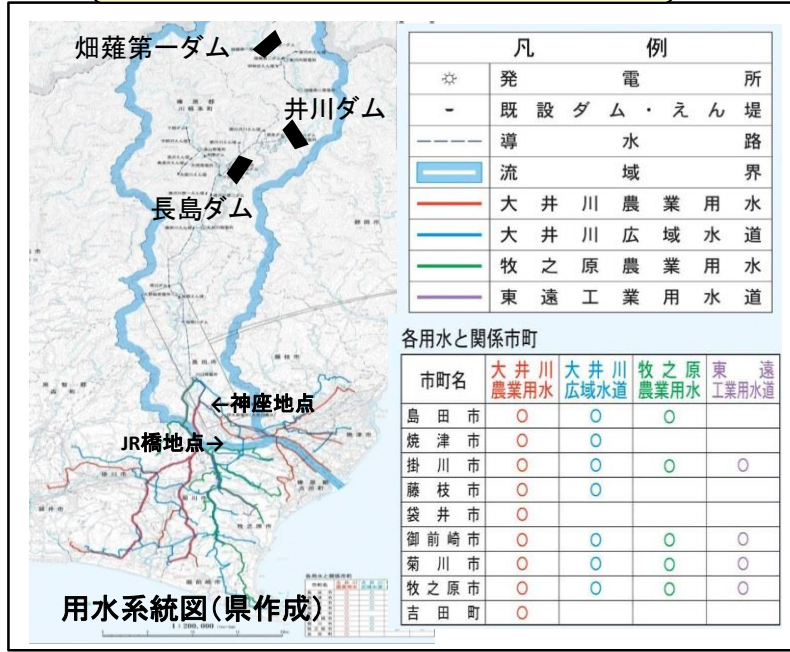 畑薙第一ダム
井川ダム
長島ダム
←神座地点
JR橋地点→
用水系統図(県作成)
1:200,000
凡例
発電所
既設ダム・えん堤
導水路
流域界
大井川農業用水
大井川広域水道
牧之原農業用水
東遠工業用水道
各用水と関係市町
市町名 大井川農業用水 大井川広域水道 牧之原農業用水 東遠工業用水道
島田市 ○ ○ ○
焼津市 ○ ○
掛川市 ○ ○ ○ ○
藤枝市 ○ ○
袋井市 ○
御前崎市 ○ ○ ○ ○
菊川市 ○ ○ ○ ○
牧之原市 ○ ○ ○ ○
吉田町 ○